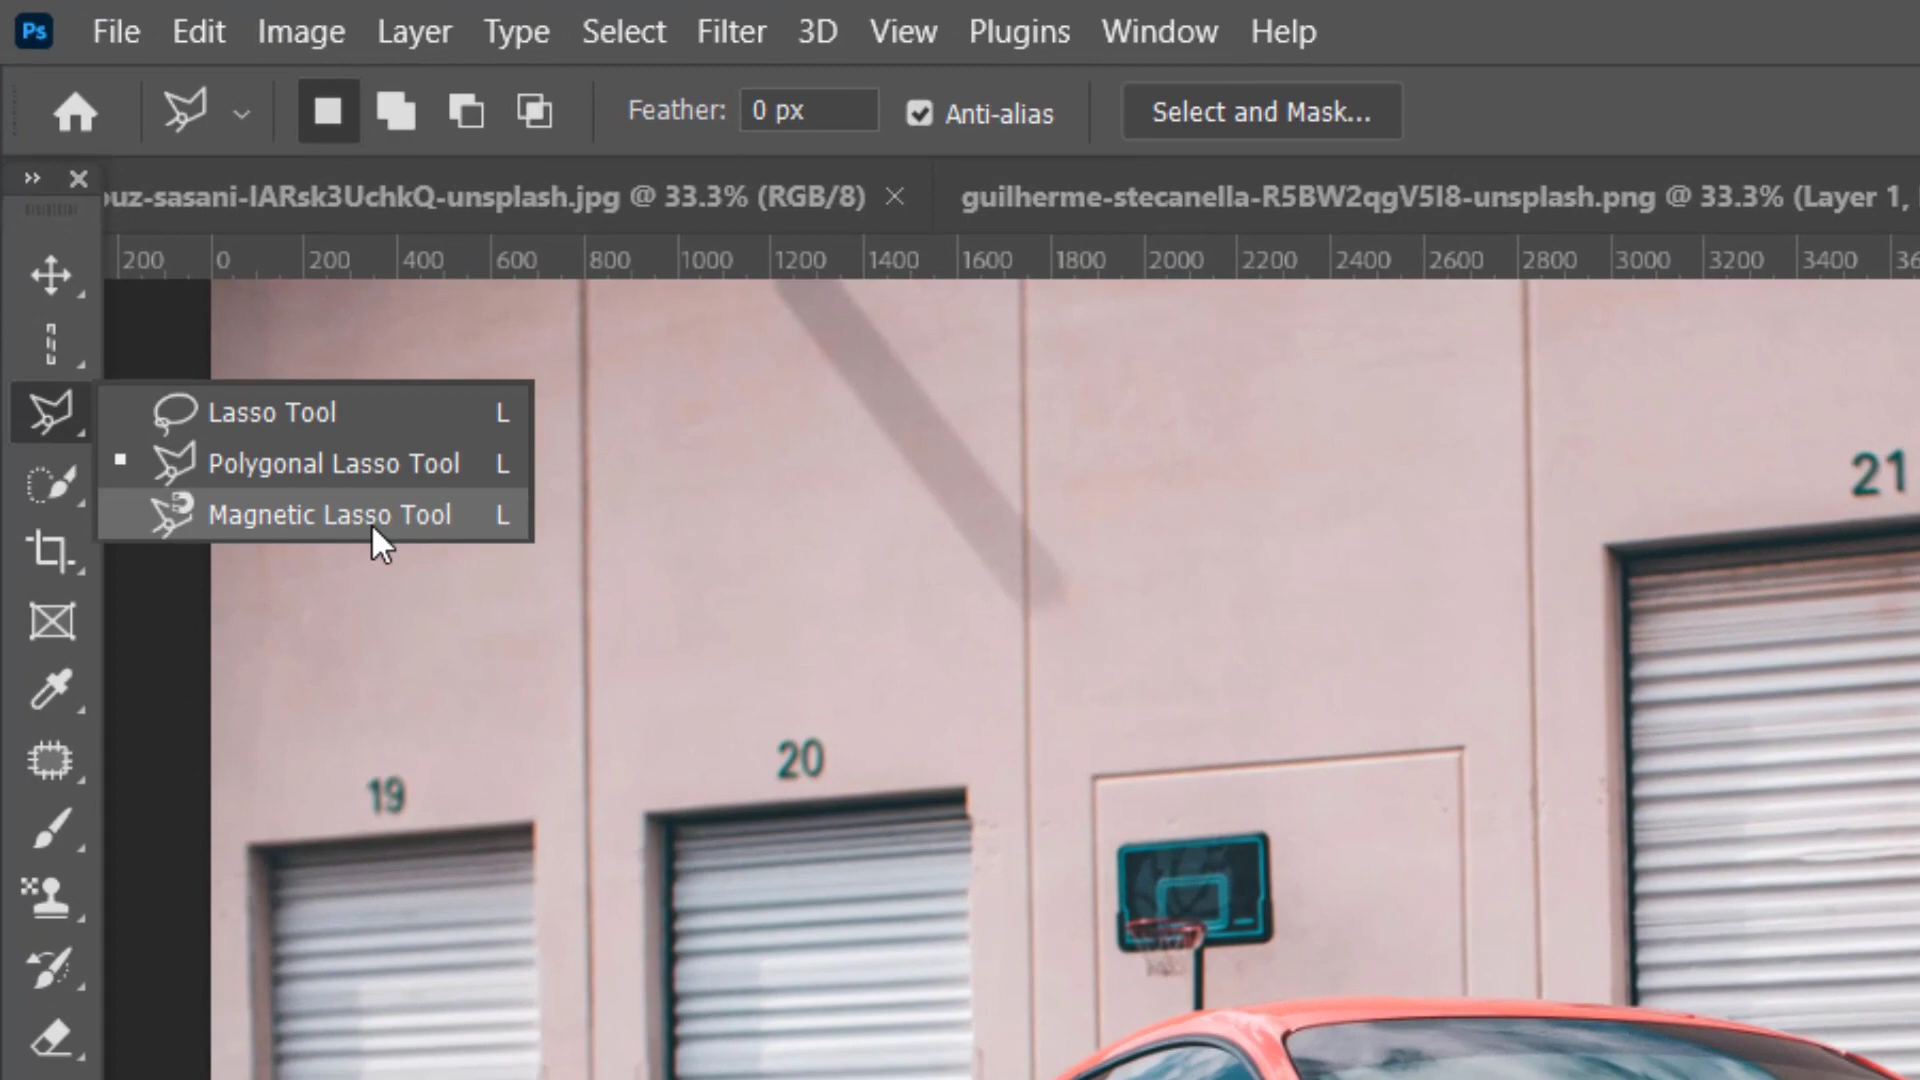 Ps File Edit Image Layer Type Select Filter 3D View Plugins Window Help
Feather: 0 px Anti-alias Select and Mask...
ouz-sasani-IARsk3UchkQ-unsplash.jpg @ 33.3% (RGB/8) guilherme-stecanella-R5BW2qgV5I8-unsplash.png @ 33.3% (Layer 1,
200 0 200 400 600 800 1000 1200 1400 1600 1800 2000 2200 2400 2600 2800 3000 3200 3400 36
Lasso Tool L
Polygonal Lasso Tool L
Magnetic Lasso Tool L
21
20
19